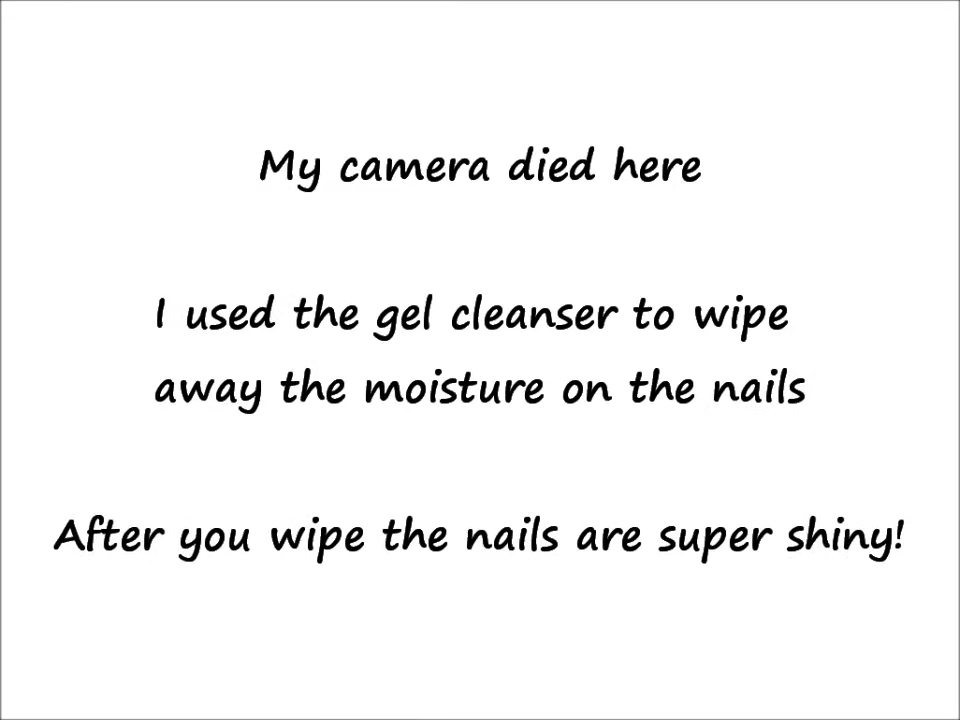 My camera died here
I used the gel cleanser to wipe
away the moisture on the nails
After you wipe the nails are super shiny!